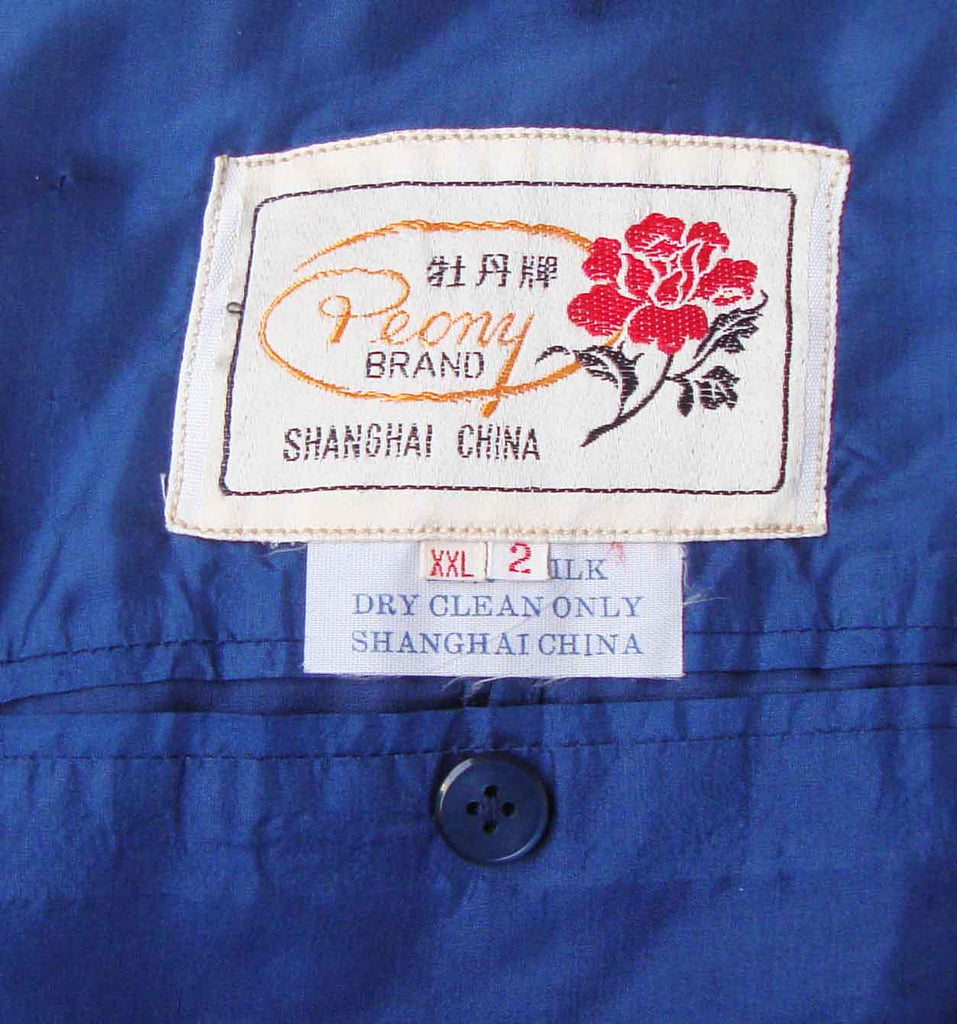 牡丹牌
Peony
BRAND
SHANGHAI CHINA
XXL 2
DRY CLEAN ONLY
SHANGHAI CHINA